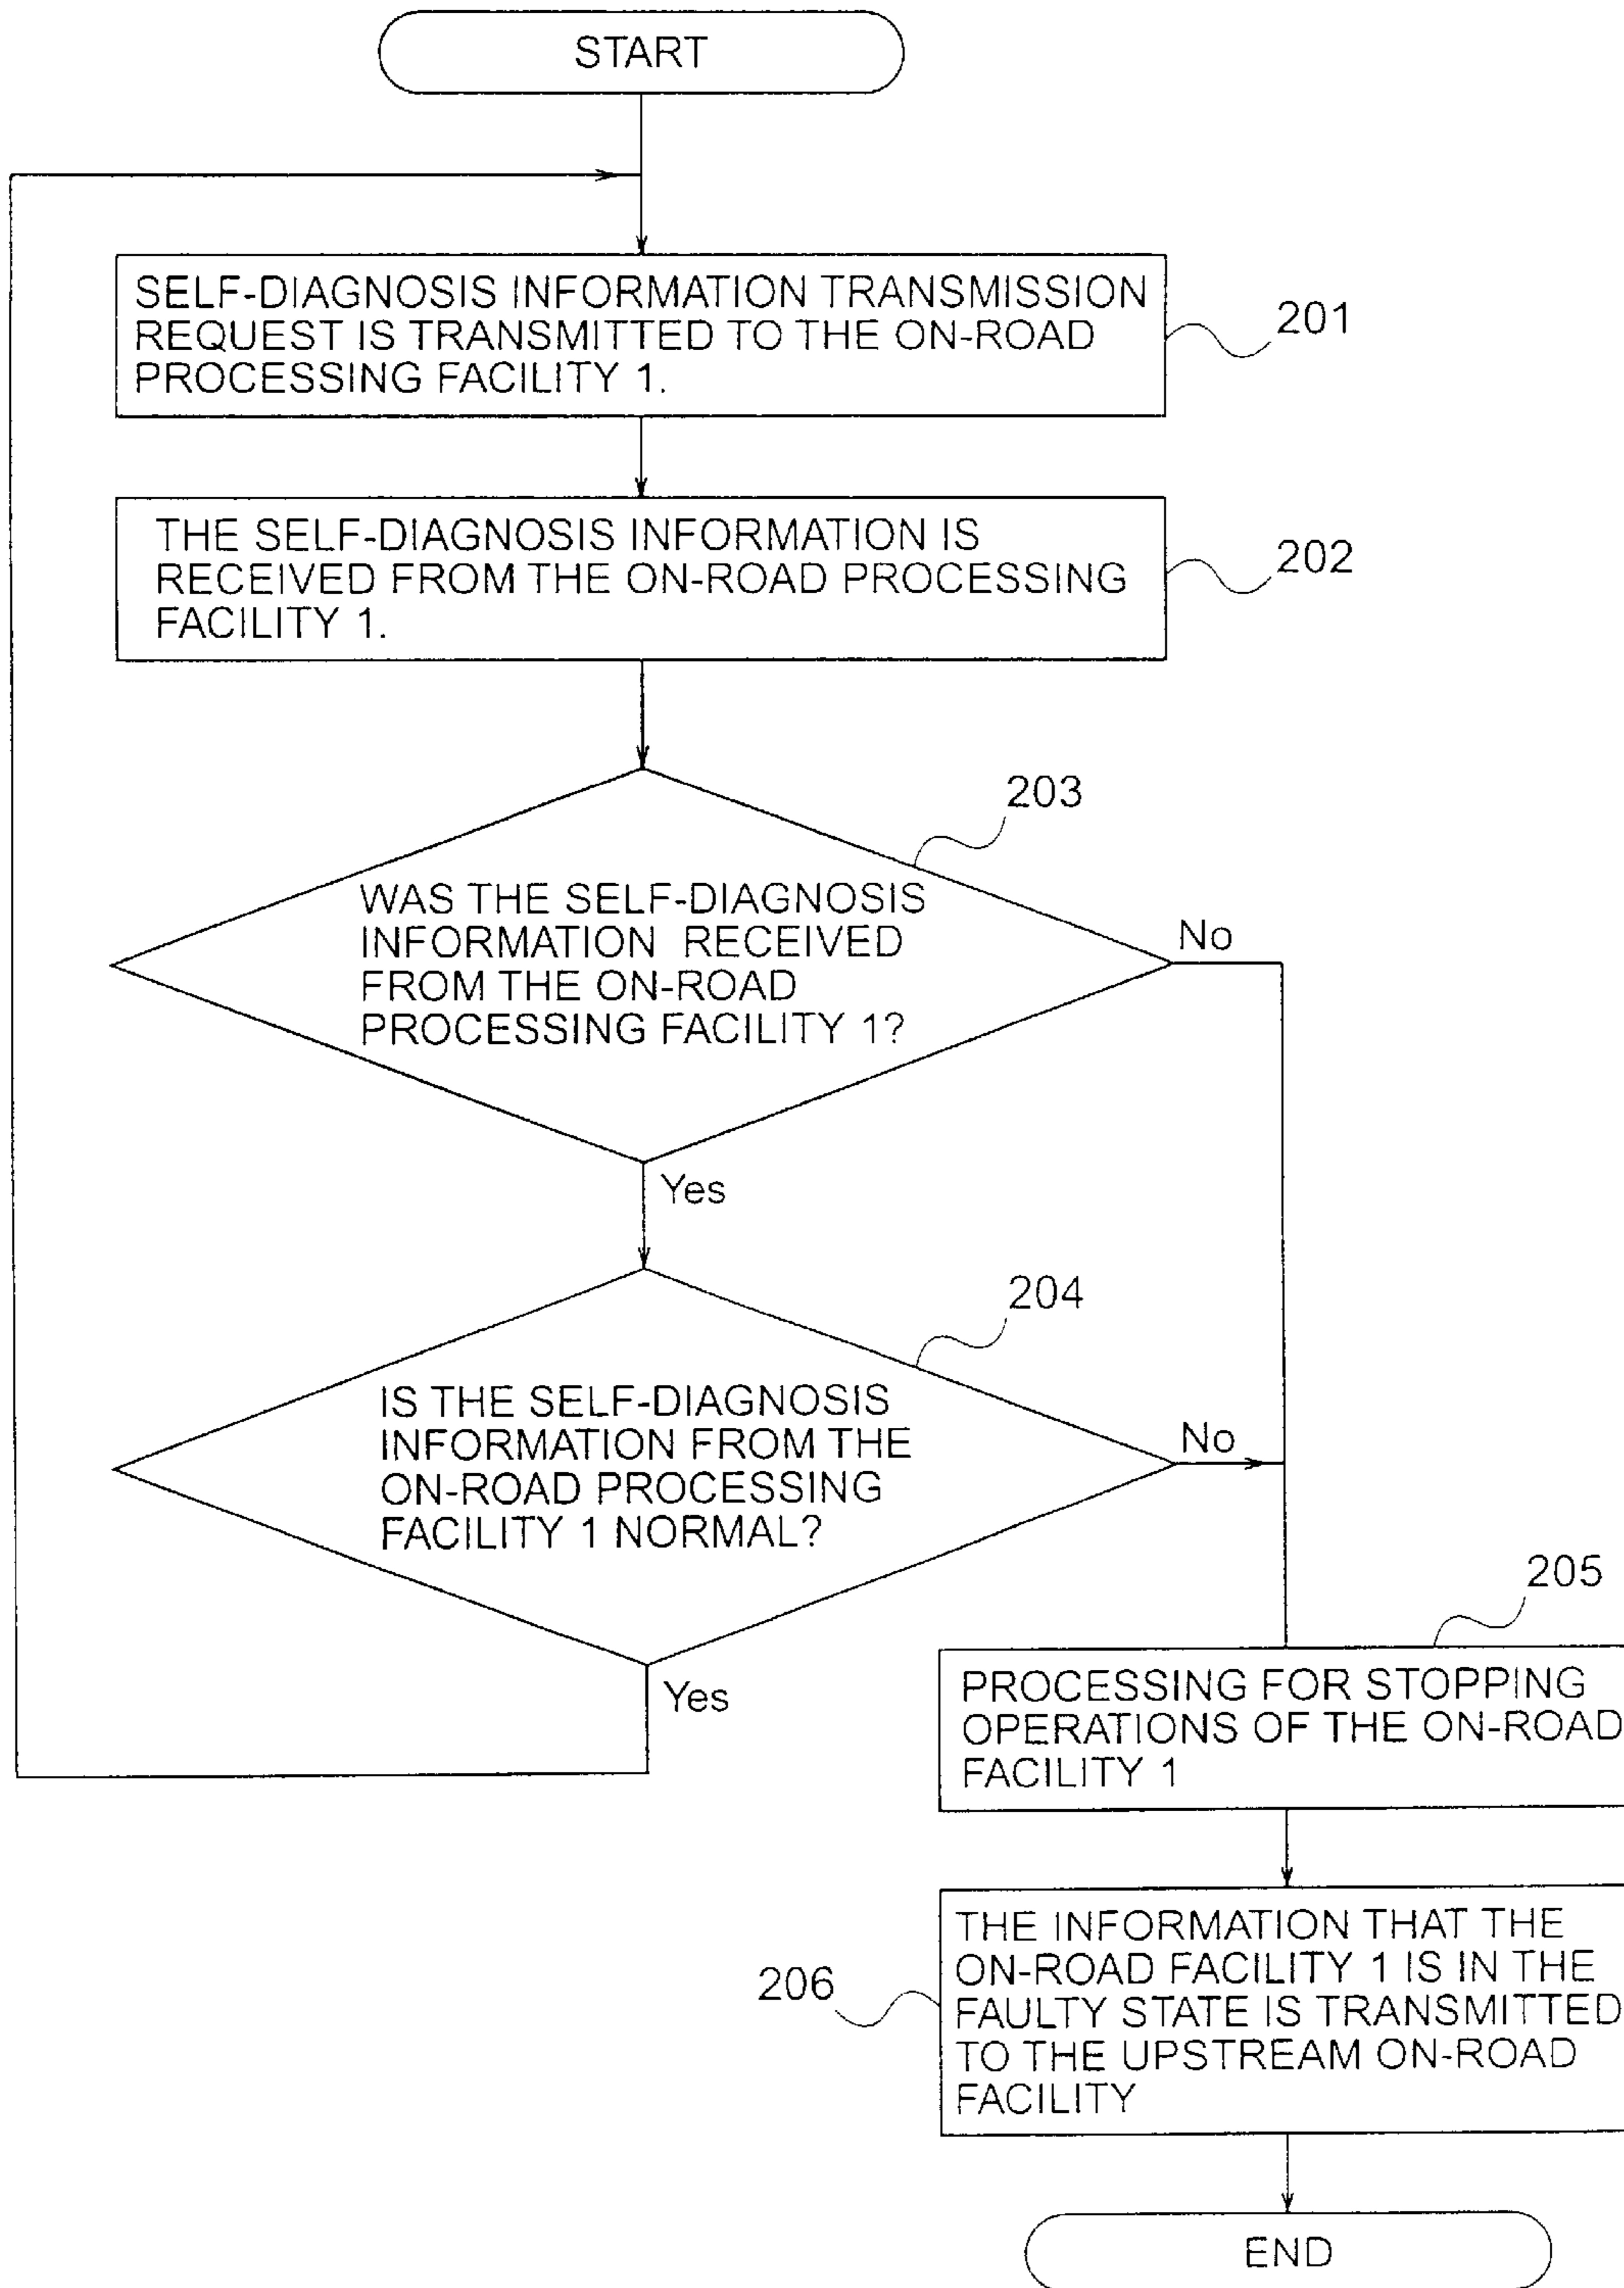 START
SELF-DIAGNOSIS INFORMATION TRANSMISSION
REQUEST IS TRANSMITTED TO THE ON-ROAD
PROCESSING FACILITY 1.
201
THE SELF-DIAGNOSIS INFORMATION IS
RECEIVED FROM THE ON-ROAD PROCESSING
FACILITY 1.
202
203
WAS THE SELF-DIAGNOSIS
INFORMATION RECEIVED
FROM THE ON-ROAD
PROCESSING FACILITY 1?
No
Yes
204
IS THE SELF-DIAGNOSIS
INFORMATION FROM THE
ON-ROAD PROCESSING
FACILITY 1 NORMAL?
No
Yes
205
PROCESSING FOR STOPPING
OPERATIONS OF THE ON-ROAD
FACILITY 1
206
THE INFORMATION THAT THE
ON-ROAD FACILITY 1 IS IN THE
FAULTY STATE IS TRANSMITTED
TO THE UPSTREAM ON-ROAD
FACILITY
END